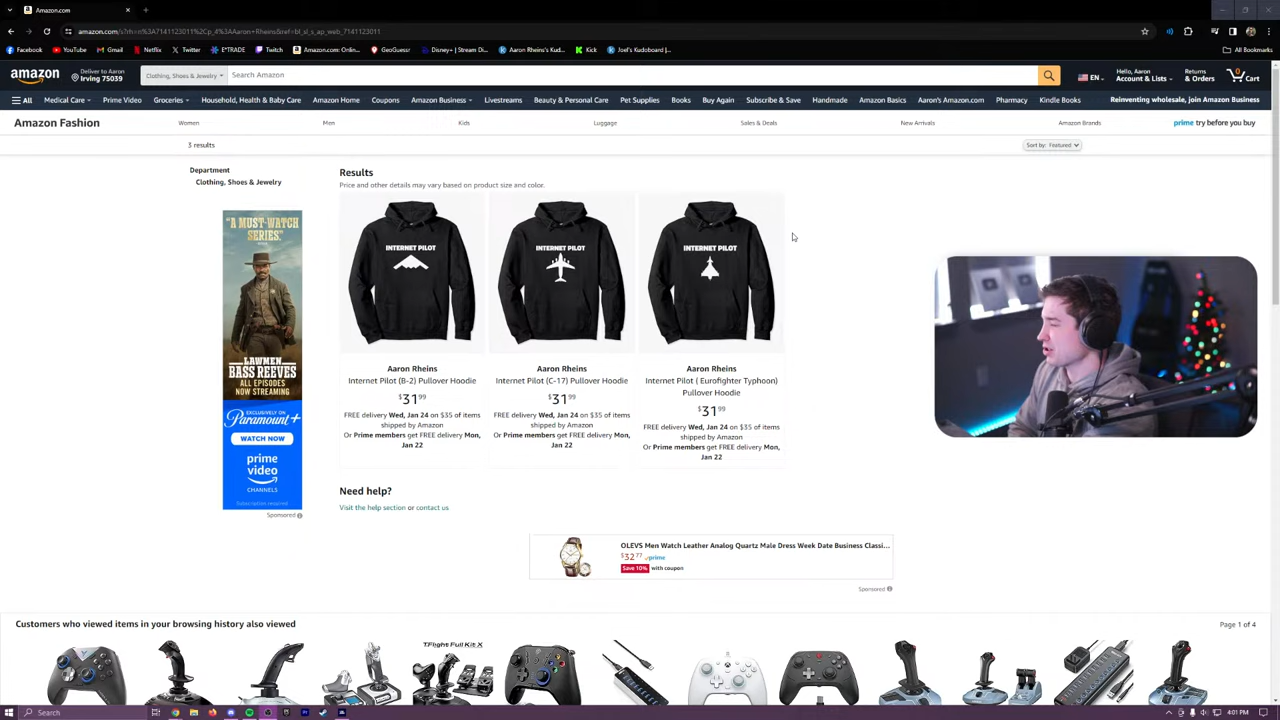 Amazon.com
amazon.com/s?rh=n%3A7141123011%2Cp_4%3AAaron+Rheins&ref=bl_sl_s_ap_web_7141123011
Facebook
YouTube
Gmail
Netflix
Twitter
E*TRADE
Twitch
Amazon.com: Onlin...
GeoGuessr
Disney+ | Stream Di...
Aaron Rheins's Kud...
Kick
Joel's Kudoboard |...
All Bookmarks
amazon
Deliver to Aaron
Irving 75039
Clothing, Shoes & Jewelry
Search Amazon
EN
Hello, Aaron
Account & Lists
Returns
& Orders
0
Cart
All
Medical Care
Prime Video
Groceries
Household, Health & Baby Care
Amazon Home
Coupons
Amazon Business
Livestreams
Beauty & Personal Care
Pet Supplies
Books
Buy Again
Subscribe & Save
Handmade
Amazon Basics
Aaron's Amazon.com
Pharmacy
Kindle Books
Reinventing wholesale, join Amazon Business
Amazon Fashion
Women
Men
Kids
Luggage
Sales & Deals
New Arrivals
Amazon Brands
prime try before you buy
3 results
Sort by: Featured
Department
Clothing, Shoes & Jewelry
"A MUST-WATCH
SERIES."
LAWMEN
BASS REEVES
ALL EPISODES
NOW STREAMING
EXCLUSIVELY ON
Paramount+
WATCH NOW
prime
video
CHANNELS
Subscription required
Sponsored
Results
Price and other details may vary based on product size and color.
INTERNET PILOT
Aaron Rheins
Internet Pilot (B-2) Pullover Hoodie
$31 99
FREE delivery Wed, Jan 24 on $35 of items
shipped by Amazon
Or Prime members get FREE delivery Mon,
Jan 22
INTERNET PILOT
Aaron Rheins
Internet Pilot (C-17) Pullover Hoodie
$31 99
FREE delivery Wed, Jan 24 on $35 of items
shipped by Amazon
Or Prime members get FREE delivery Mon,
Jan 22
INTERNET PILOT
Aaron Rheins
Internet Pilot ( Eurofighter Typhoon)
Pullover Hoodie
$31 99
FREE delivery Wed, Jan 24 on $35 of items
shipped by Amazon
Or Prime members get FREE delivery Mon,
Jan 22
Need help?
Visit the help section or contact us
OLEVS Men Watch Leather Analog Quartz Male Dress Week Date Business Classi...
$32.77 prime
Save 10% with coupon
Sponsored
Customers who viewed items in your browsing history also viewed
Page 1 of 4
T.Flight Full Kit X
Search
4:01 PM